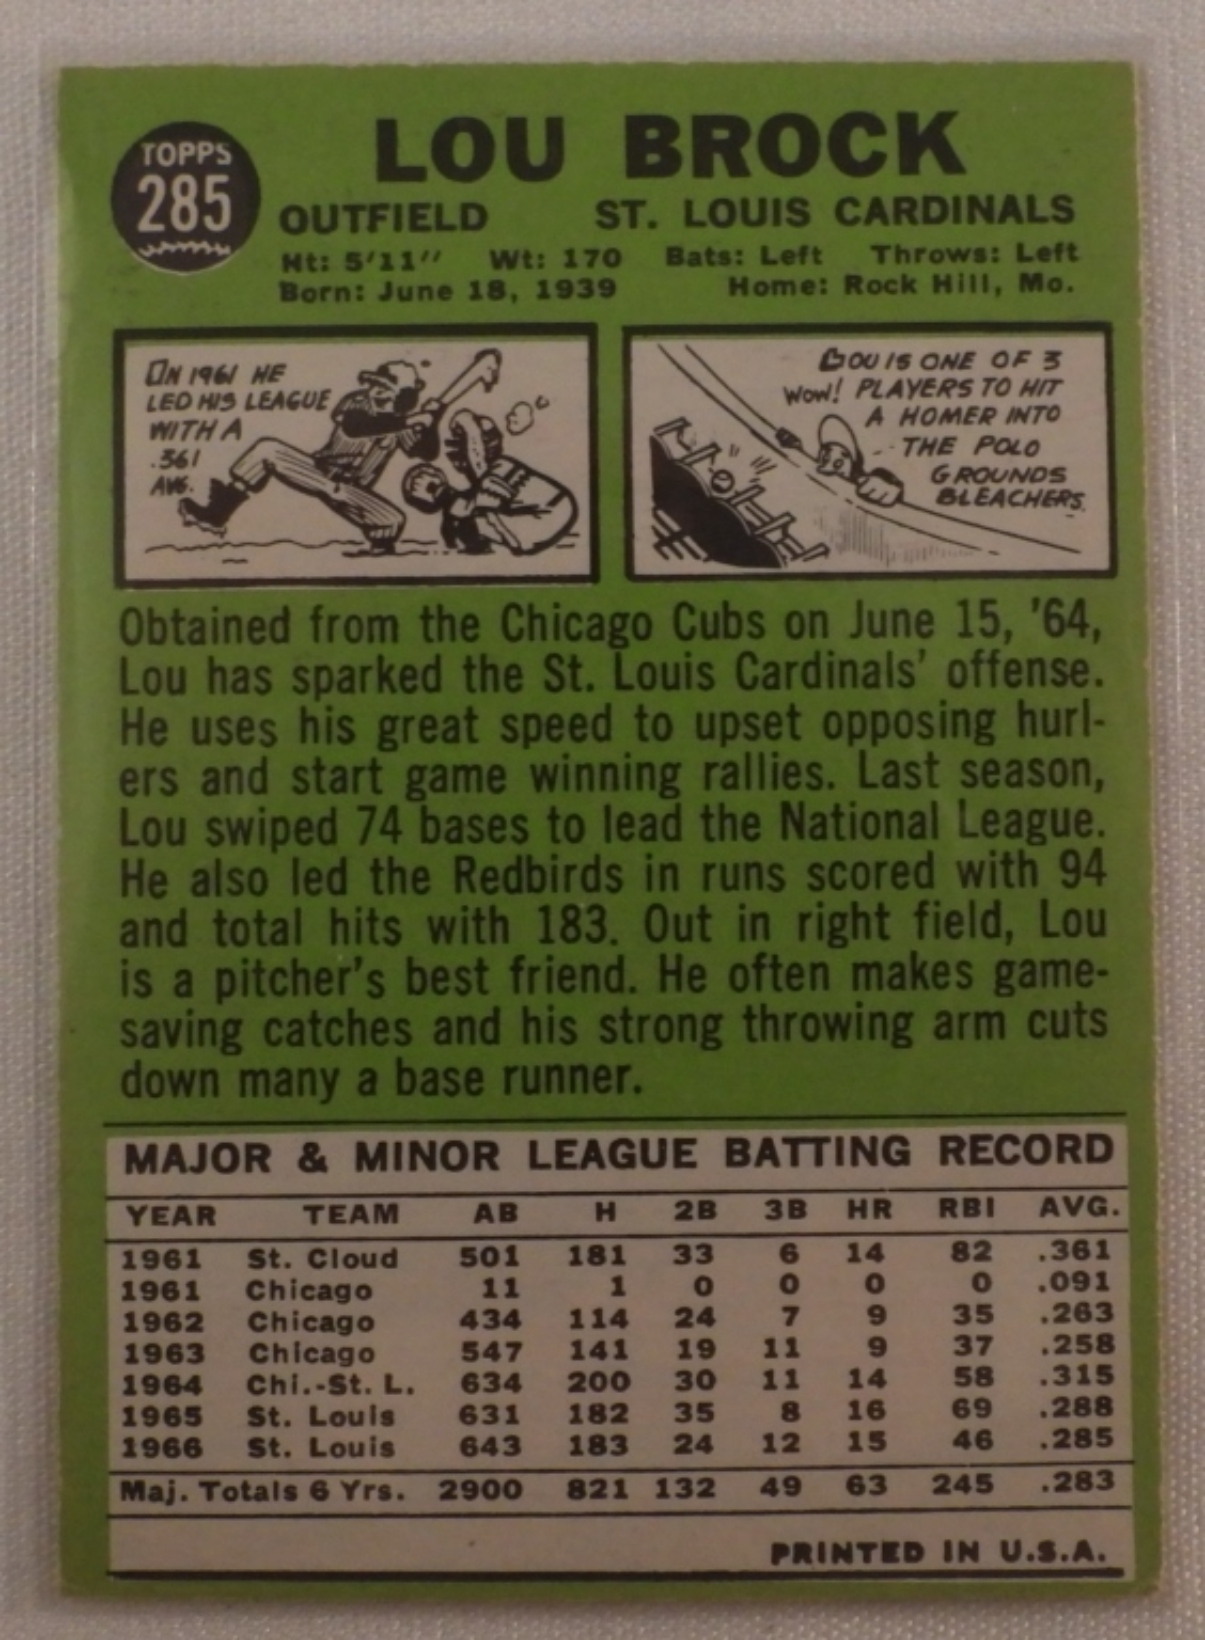 TOPPS
285
LOU BROCK
OUTFIELD ST. LOUIS CARDINALS
Ht: 5'11" Wt: 170 Bats: Left Throws: Left
Born: June 18, 1939 Home: Rock Hill, Mo.
IN 1961 HE
LED HIS LEAGUE
WITH A
.361
AVG.
LOU IS ONE OF 3
WOW! PLAYERS TO HIT
A HOMER INTO
THE POLO
GROUNDS
BLEACHERS.
Obtained from the Chicago Cubs on June 15, '64,
Lou has sparked the St. Louis Cardinals' offense.
He uses his great speed to upset opposing hurl-
ers and start game winning rallies. Last season,
Lou swiped 74 bases to lead the National League.
He also led the Redbirds in runs scored with 94
and total hits with 183. Out in right field, Lou
is a pitcher's best friend. He often makes game-
saving catches and his strong throwing arm cuts
down many a base runner.
MAJOR & MINOR LEAGUE BATTING RECORD
YEAR TEAM AB H 2B 3B HR RBI AVG.
1961 St. Cloud 501 181 33 6 14 82 .361
1961 Chicago 11 1 0 0 0 0 .091
1962 Chicago 434 114 24 7 9 35 .263
1963 Chicago 547 141 19 11 9 37 .258
1964 Chi.-St. L. 634 200 30 11 14 58 .315
1965 St. Louis 631 182 35 8 16 69 .288
1966 St. Louis 643 183 24 12 15 46 .285
Maj. Totals 6 Yrs. 2900 821 132 49 63 245 .283
PRINTED IN U.S.A.